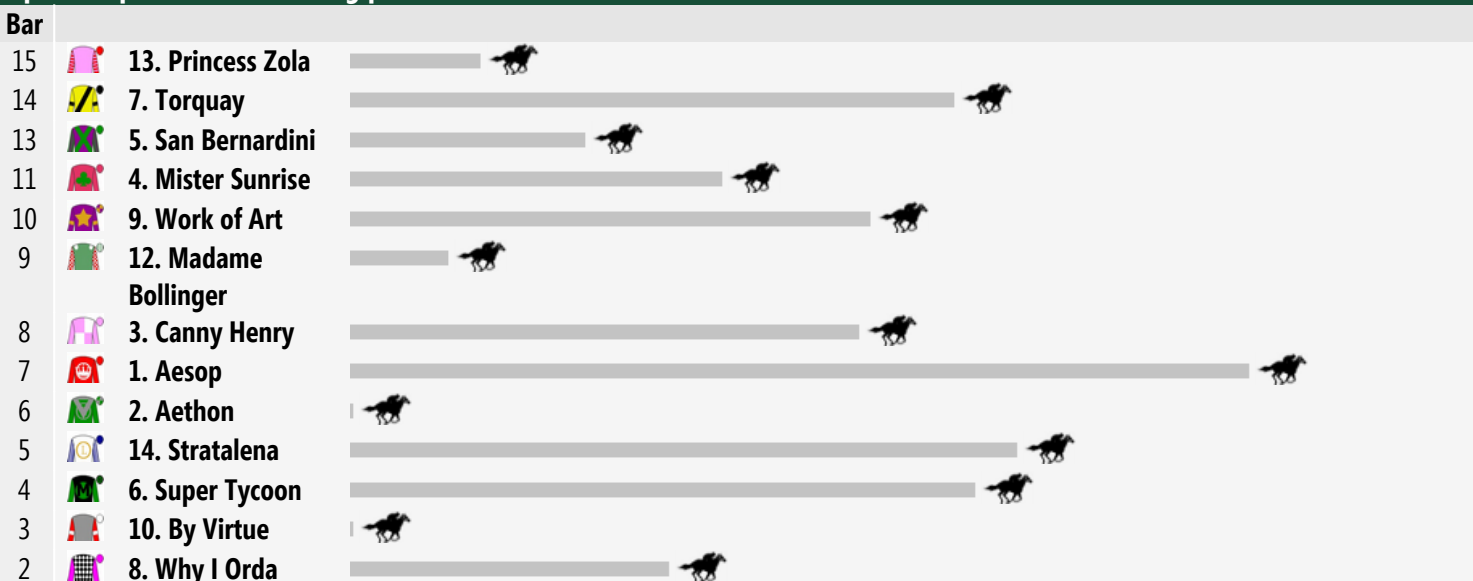 Bar
15 13. Princess Zola
14 7. Torquay
13 5. San Bernardini
11 4. Mister Sunrise
10 9. Work of Art
9 12. Madame
Bollinger
8 3. Canny Henry
7 1. Aesop
6 2. Aethon
5 14. Stratalena
4 6. Super Tycoon
3 10. By Virtue
2 8. Why I Orda